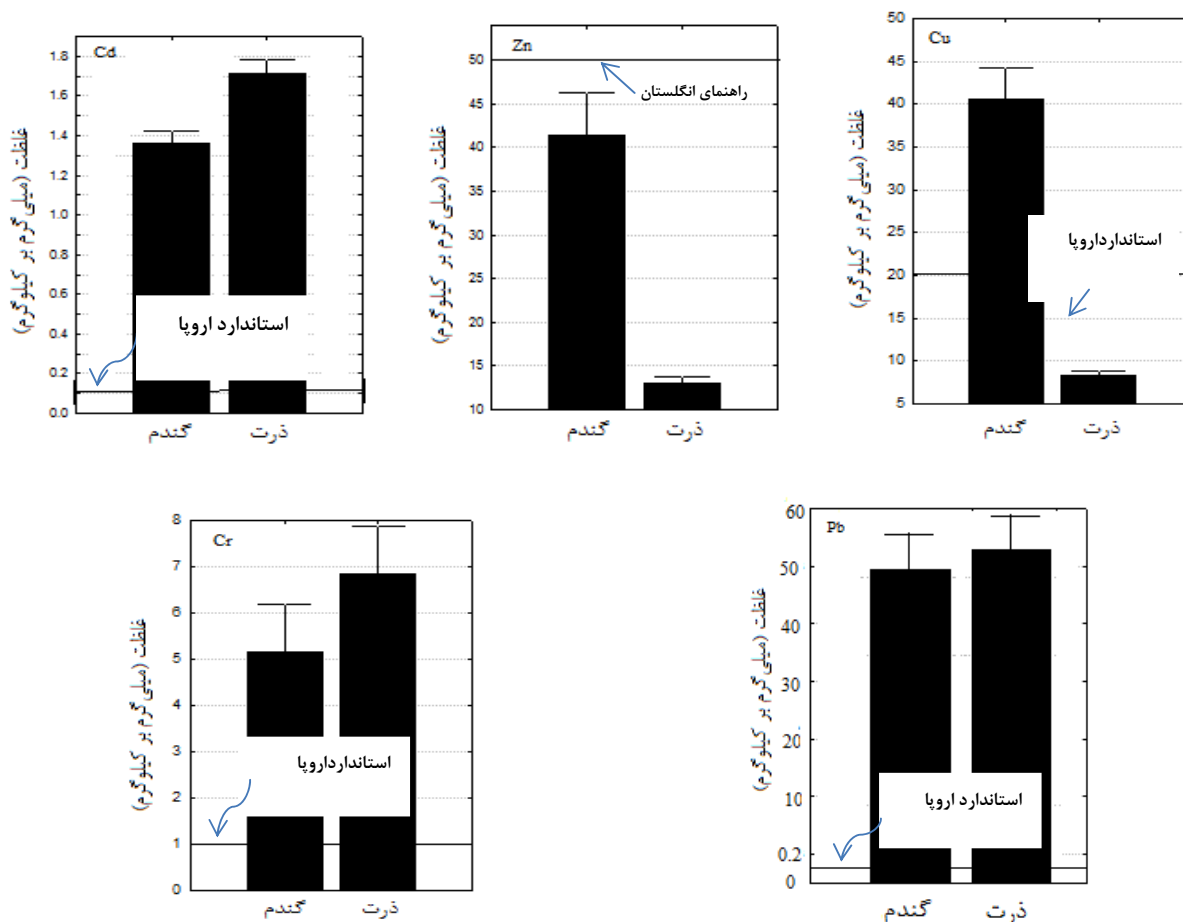 Cd
غلظت (میلی گرم بر کیلوگرم)
1.8
1.6
1.4
1.2
1.0
0.8
0.6
0.4
0.2
0.0
استاندارد اروپا
گندم
ذرت
Zn
غلظت (میلی گرم بر کیلوگرم)
50
45
40
35
30
25
20
15
10
راهنمای انگلستان
گندم
ذرت
Cu
غلظت (میلی گرم بر کیلوگرم)
50
45
40
35
30
25
20
15
10
5
استاندارداروپا
گندم
ذرت
Cr
غلظت (میلی گرم بر کیلوگرم)
8
7
6
5
4
3
2
1
0
استاندارداروپا
گندم
ذرت
Pb
غلظت (میلی گرم بر کیلوگرم)
60
50
40
30
20
10
0.2
0
استاندارد اروپا
گندم
ذرت